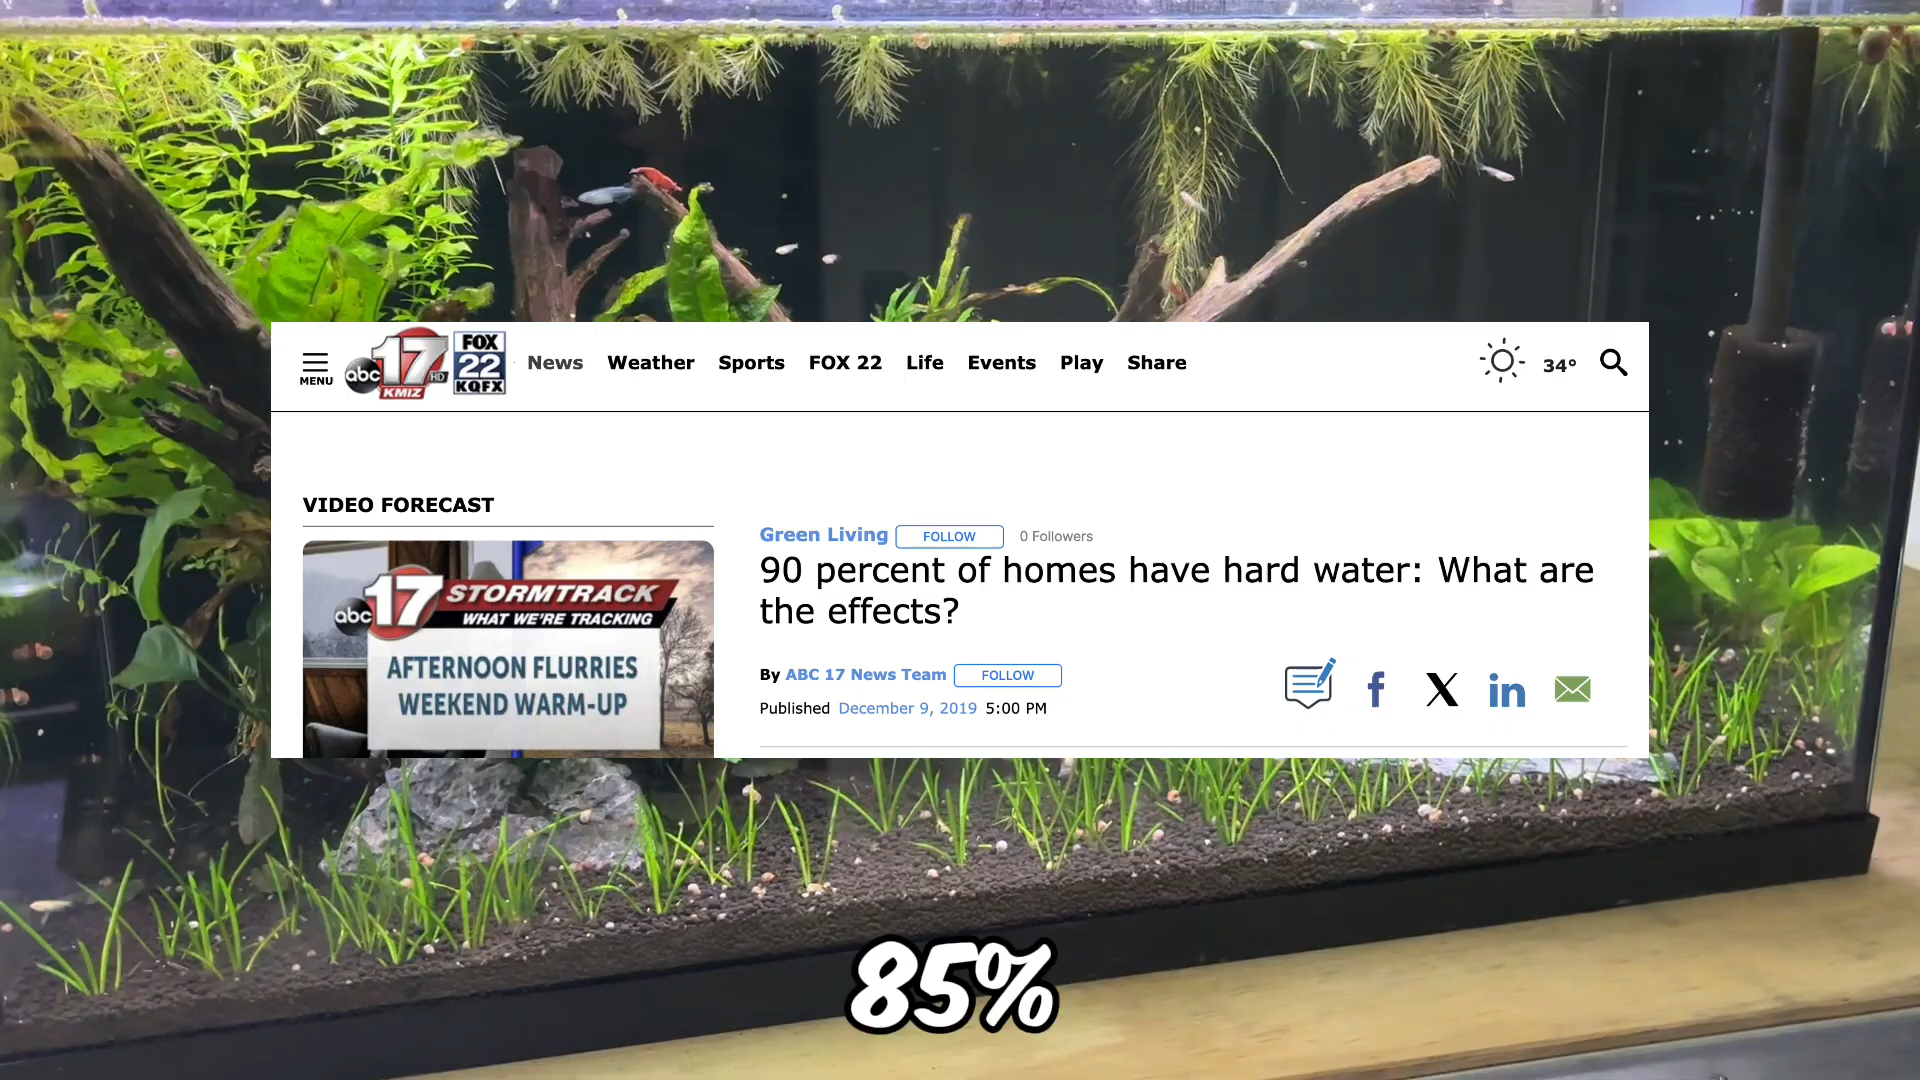 MENU
abc 17 HD KMIZ
FOX 22 KQFX
News Weather Sports FOX 22 Life Events Play Share
34°
VIDEO FORECAST
abc 17 STORMTRACK
WHAT WE'RE TRACKING
AFTERNOON FLURRIES
WEEKEND WARM-UP
Green Living FOLLOW 0 Followers
90 percent of homes have hard water: What are
the effects?
By ABC 17 News Team FOLLOW
Published December 9, 2019 5:00 PM
85%